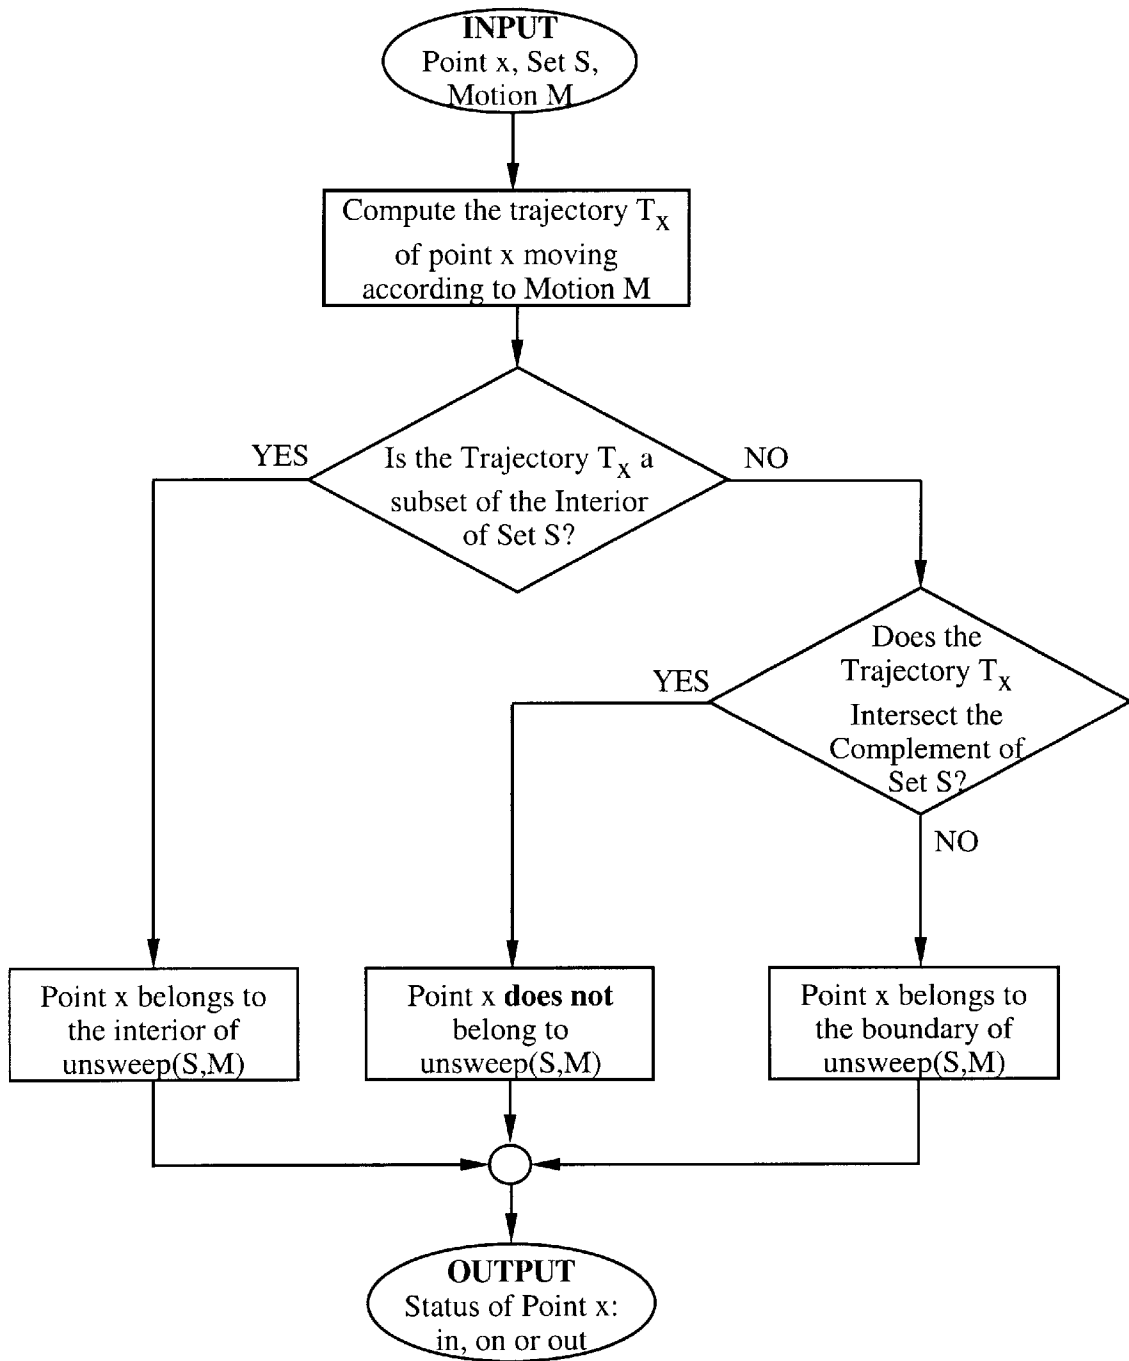 INPUT
Point x, Set S,
Motion M
Compute the trajectory Tx
of point x moving
according to Motion M
YES
NO
Is the Trajectory Tx a
subset of the Interior
of Set S?
Does the
Trajectory Tx
Intersect the
Complement of
Set S?
YES
NO
Point x belongs to
the interior of
unsweep(S,M)
Point x does not
belong to
unsweep(S,M)
Point x belongs to
the boundary of
unsweep(S,M)
OUTPUT
Status of Point x:
in, on or out